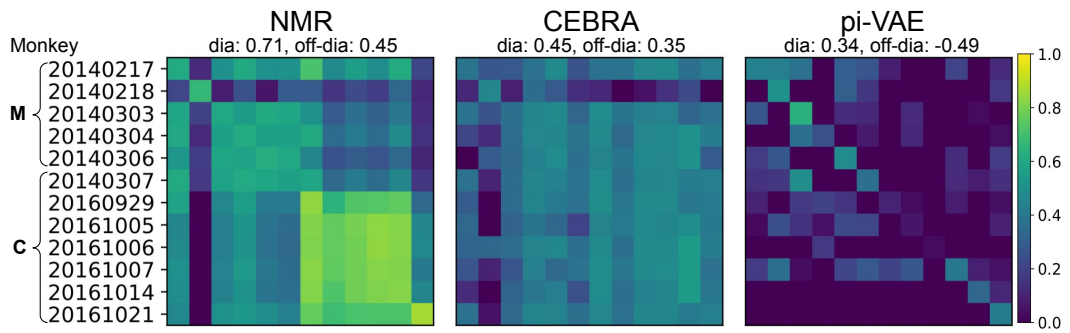 NMR
dia: 0.71, off-dia: 0.45
CEBRA
dia: 0.45, off-dia: 0.35
pi-VAE
dia: 0.34, off-dia: -0.49
Monkey
M
20140217
20140218
20140303
20140304
20140306
C
20140307
20160929
20161005
20161006
20161007
20161014
20161021
1.0
0.8
0.6
0.4
0.2
0.0